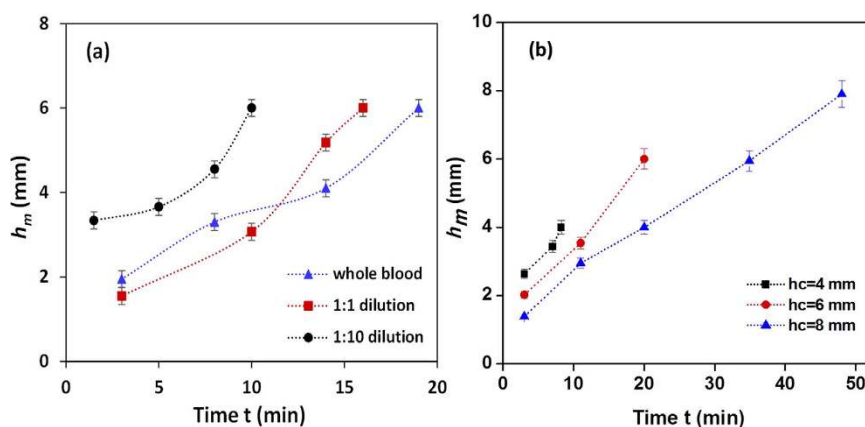 (a)
8
6
4
2
0
h_m (mm)
whole blood
1:1 dilution
1:10 dilution
0
5
10
15
20
Time t (min)
(b)
10
8
6
4
2
0
h_m (mm)
hc=4 mm
hc=6 mm
hc=8 mm
0
10
20
30
40
50
Time t (min)